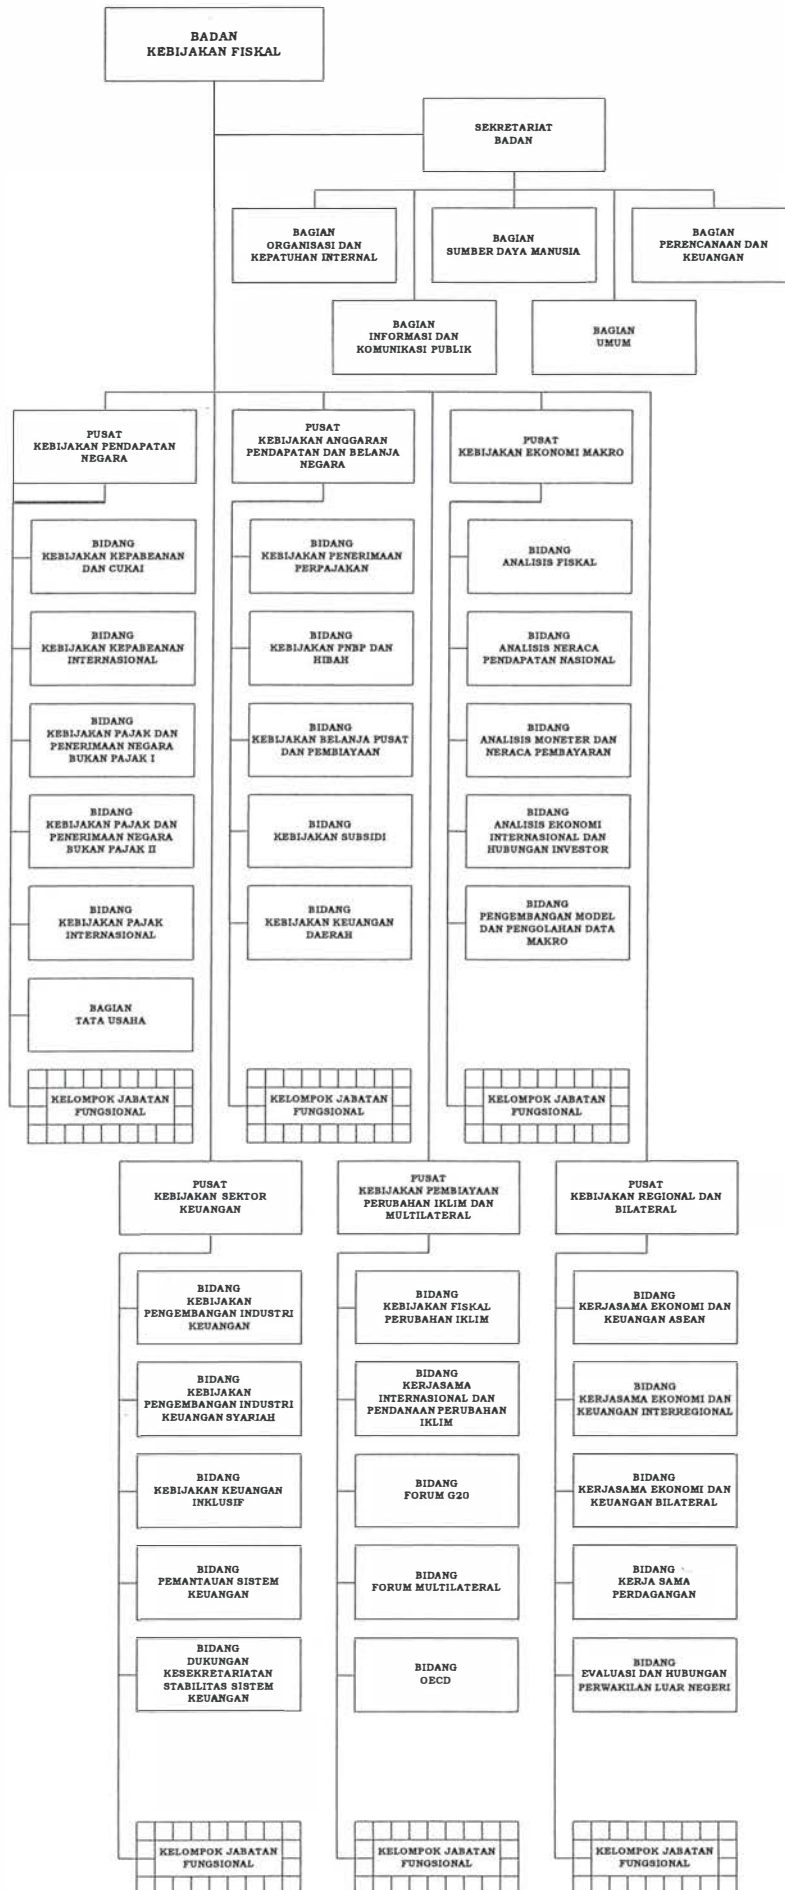 BADAN
KEBIJAKAN FISKAL
SEKRETARIAT
BADAN
BAGIAN
ORGANISASI DAN
KEPATUHAN INTERNAL
BAGIAN
SUMBER DAYA MANUSIA
BAGIAN
PERENCANAAN DAN
KEUANGAN
BAGIAN
INFORMASI DAN
KOMUNIKASI PUBLIK
BAGIAN
UMUM
PUSAT
KEBIJAKAN PENDAPATAN
NEGARA
PUSAT
KEBIJAKAN ANGGARAN
PENDAPATAN DAN BELANJA
NEGARA
PUSAT
KEBIJAKAN EKONOMI MAKRO
BIDANG
KEBIJAKAN KEPABEANAN
DAN CUKAI
BIDANG
KEBIJAKAN PENERIMAAN
PERPAJAKAN
BIDANG
ANALISIS FISKAL
BIDANG
KEBIJAKAN KEPABEANAN
INTERNASIONAL
BIDANG
KEBIJAKAN PNBP DAN
HIBAH
BIDANG
ANALISIS NERACA
PENDAPATAN NASIONAL
BIDANG
KEBIJAKAN PAJAK DAN
PENERIMAAN NEGARA
BUKAN PAJAK I
BIDANG
KEBIJAKAN BELANJA PUSAT
DAN PEMBIAYAAN
BIDANG
ANALISIS MONETER DAN
NERACA PEMBAYARAN
BIDANG
KEBIJAKAN PAJAK DAN
PENERIMAAN NEGARA
BUKAN PAJAK II
BIDANG
KEBIJAKAN SUBSIDI
BIDANG
ANALISIS EKONOMI
INTERNASIONAL DAN
HUBUNGAN INVESTOR
BIDANG
KEBIJAKAN PAJAK
INTERNASIONAL
BIDANG
KEBIJAKAN KEUANGAN
DAERAH
BIDANG
PENGEMBANGAN MODEL
DAN PENGOLAHAN DATA
MAKRO
BAGIAN
TATA USAHA
KELOMPOK JABATAN
FUNGSIONAL
KELOMPOK JABATAN
FUNGSIONAL
KELOMPOK JABATAN
FUNGSIONAL
PUSAT
KEBIJAKAN SEKTOR
KEUANGAN
PUSAT
KEBIJAKAN PEMBIAYAAN
PERUBAHAN IKLIM DAN
MULTILATERAL
PUSAT
KEBIJAKAN REGIONAL DAN
BILATERAL
BIDANG
KEBIJAKAN
PENGEMBANGAN INDUSTRI
KEUANGAN
BIDANG
KEBIJAKAN FISKAL
PERUBAHAN IKLIM
BIDANG
KERJASAMA EKONOMI DAN
KEUANGAN ASEAN
BIDANG
KEBIJAKAN
PENGEMBANGAN INDUSTRI
KEUANGAN SYARIAH
BIDANG
KERJASAMA
INTERNASIONAL DAN
PENDANAAN PERUBAHAN
IKLIM
BIDANG
KERJASAMA EKONOMI DAN
KEUANGAN INTERREGIONAL
BIDANG
KEBIJAKAN KEUANGAN
INKLUSIF
BIDANG
FORUM G20
BIDANG
KERJASAMA EKONOMI DAN
KEUANGAN BILATERAL
BIDANG
PEMANTAUAN SISTEM
KEUANGAN
BIDANG
FORUM MULTILATERAL
BIDANG
KERJA SAMA
PERDAGANGAN
BIDANG
DUKUNGAN
KESEKRETARIATAN
STABILITAS SISTEM
KEUANGAN
BIDANG
OECD
BIDANG
EVALUASI DAN HUBUNGAN
PERWAKILAN LUAR NEGERI
KELOMPOK JABATAN
FUNGSIONAL
KELOMPOK JABATAN
FUNGSIONAL
KELOMPOK JABATAN
FUNGSIONAL